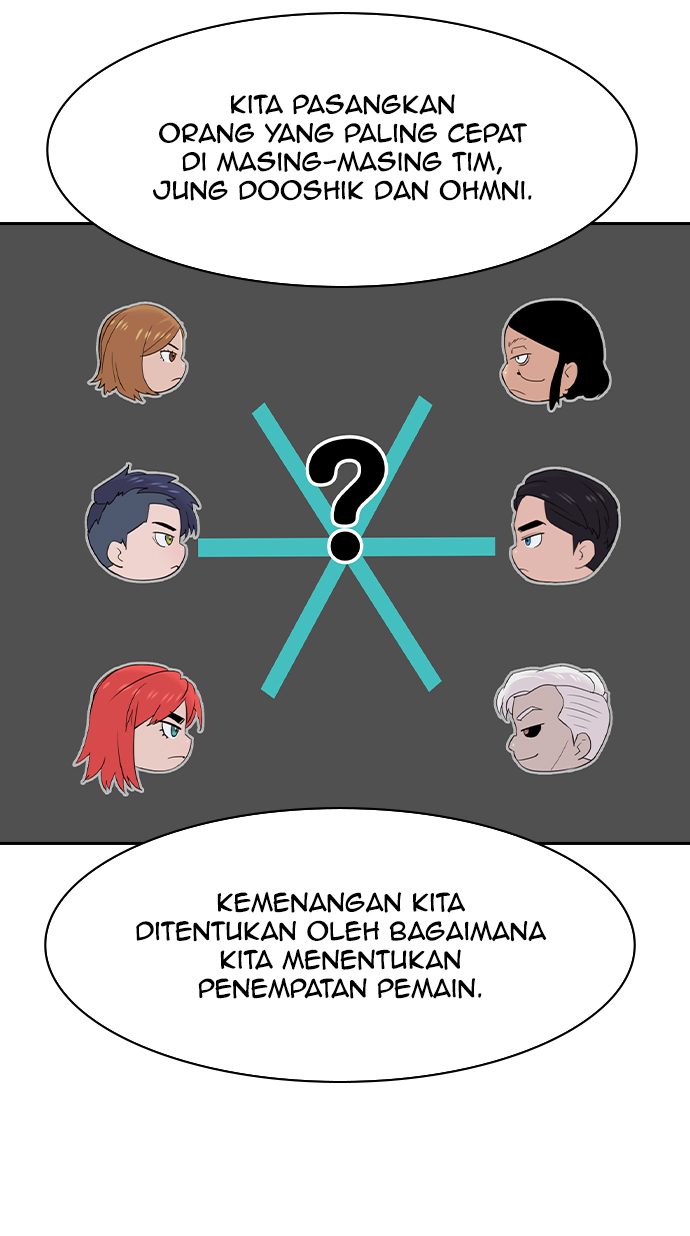 KITA PASANGKAN
ORANG YANG PALING CEPAT
DI MASING-MASING TIM,
JUNG DOOSHIK DAN OHMNI.
?
KEMENANGAN KITA
DITENTUKAN OLEH BAGAIMANA
KITA MENENTUKAN
PENEMPATAN PEMAIN.